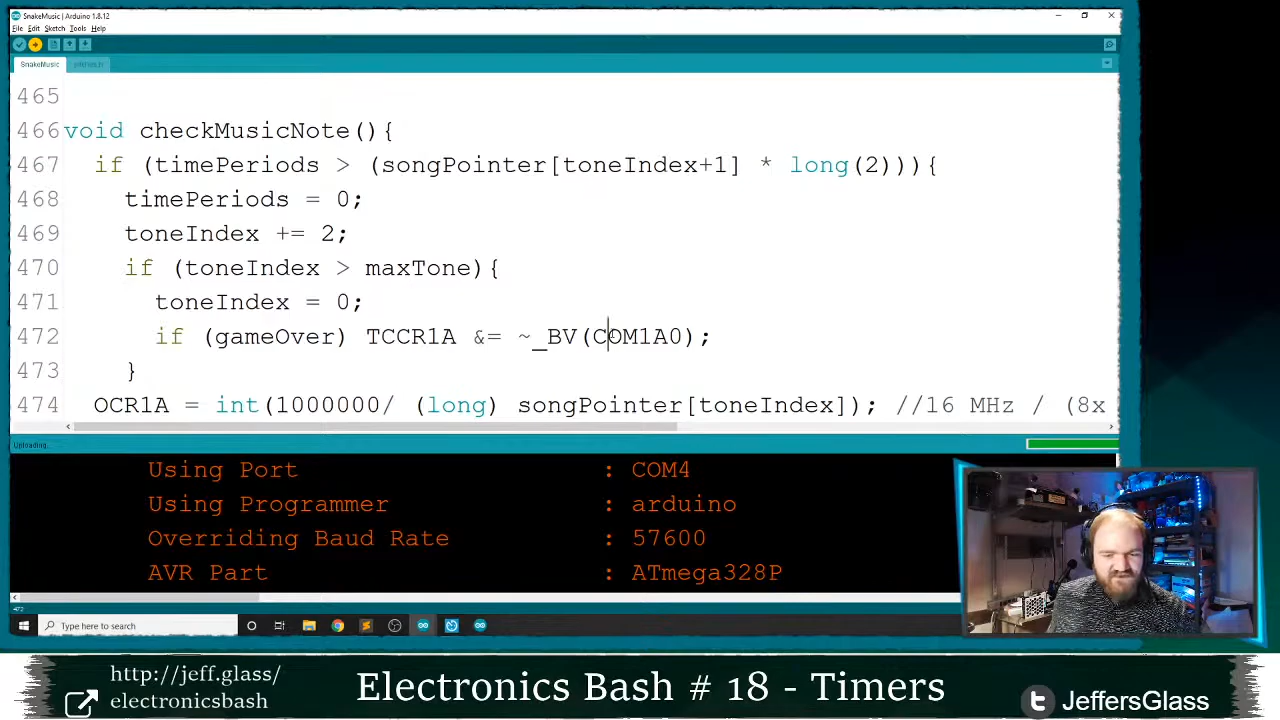 SnakeMusic | Arduino 1.8.12
File Edit Sketch Tools Help
SnakeMusic
465
466 void checkMusicNote(){
467 if (timePeriods > (songPointer[toneIndex+1] * long(2))){
468 timePeriods = 0;
469 toneIndex += 2;
470 if (toneIndex > maxTone){
471 toneIndex = 0;
472 if (gameOver) TCCR1A &= ~_BV(COM1A0);
473 }
474 OCR1A = int(1000000/ (long) songPointer[toneIndex]); //16 MHz / (8x
Uploading...
Using Port : COM4
Using Programmer : arduino
Overriding Baud Rate : 57600
AVR Part : ATmega328P
472
Type here to search
http://jeff.glass/
electronicsbash
Electronics Bash # 18 - Timers
JeffersGlass